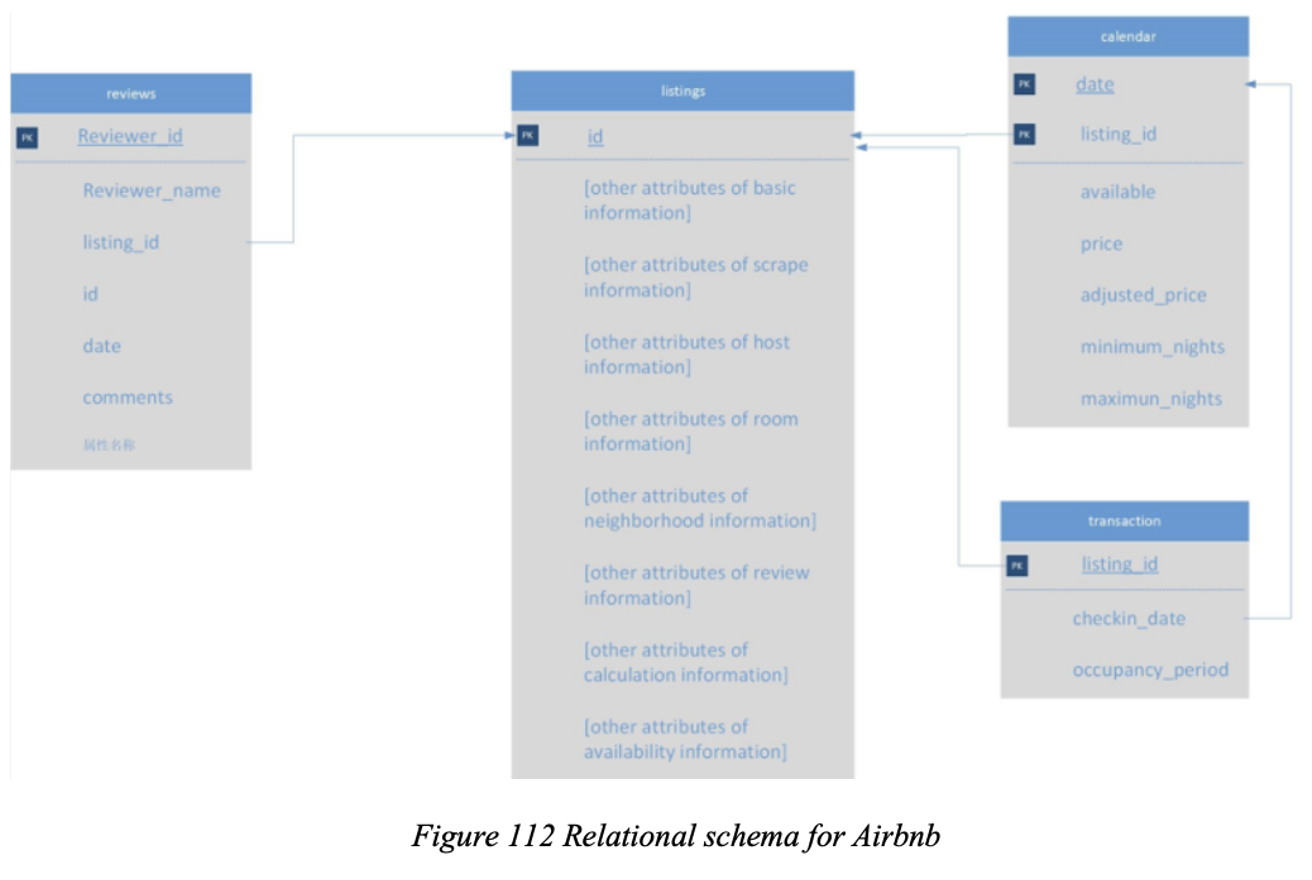 reviews
PK Reviewer_id
Reviewer_name
listing_id
id
date
comments
属性名称
listings
PK id
[other attributes of basic
information]
[other attributes of scrape
information]
[other attributes of host
information]
[other attributes of room
information]
[other attributes of
neighborhood information]
[other attributes of review
information]
[other attributes of
calculation information]
[other attributes of
availability information]
calendar
PK date
PK listing_id
available
price
adjusted_price
minimum_nights
maximun_nights
transaction
PK listing_id
checkin_date
occupancy_period
Figure 112 Relational schema for Airbnb